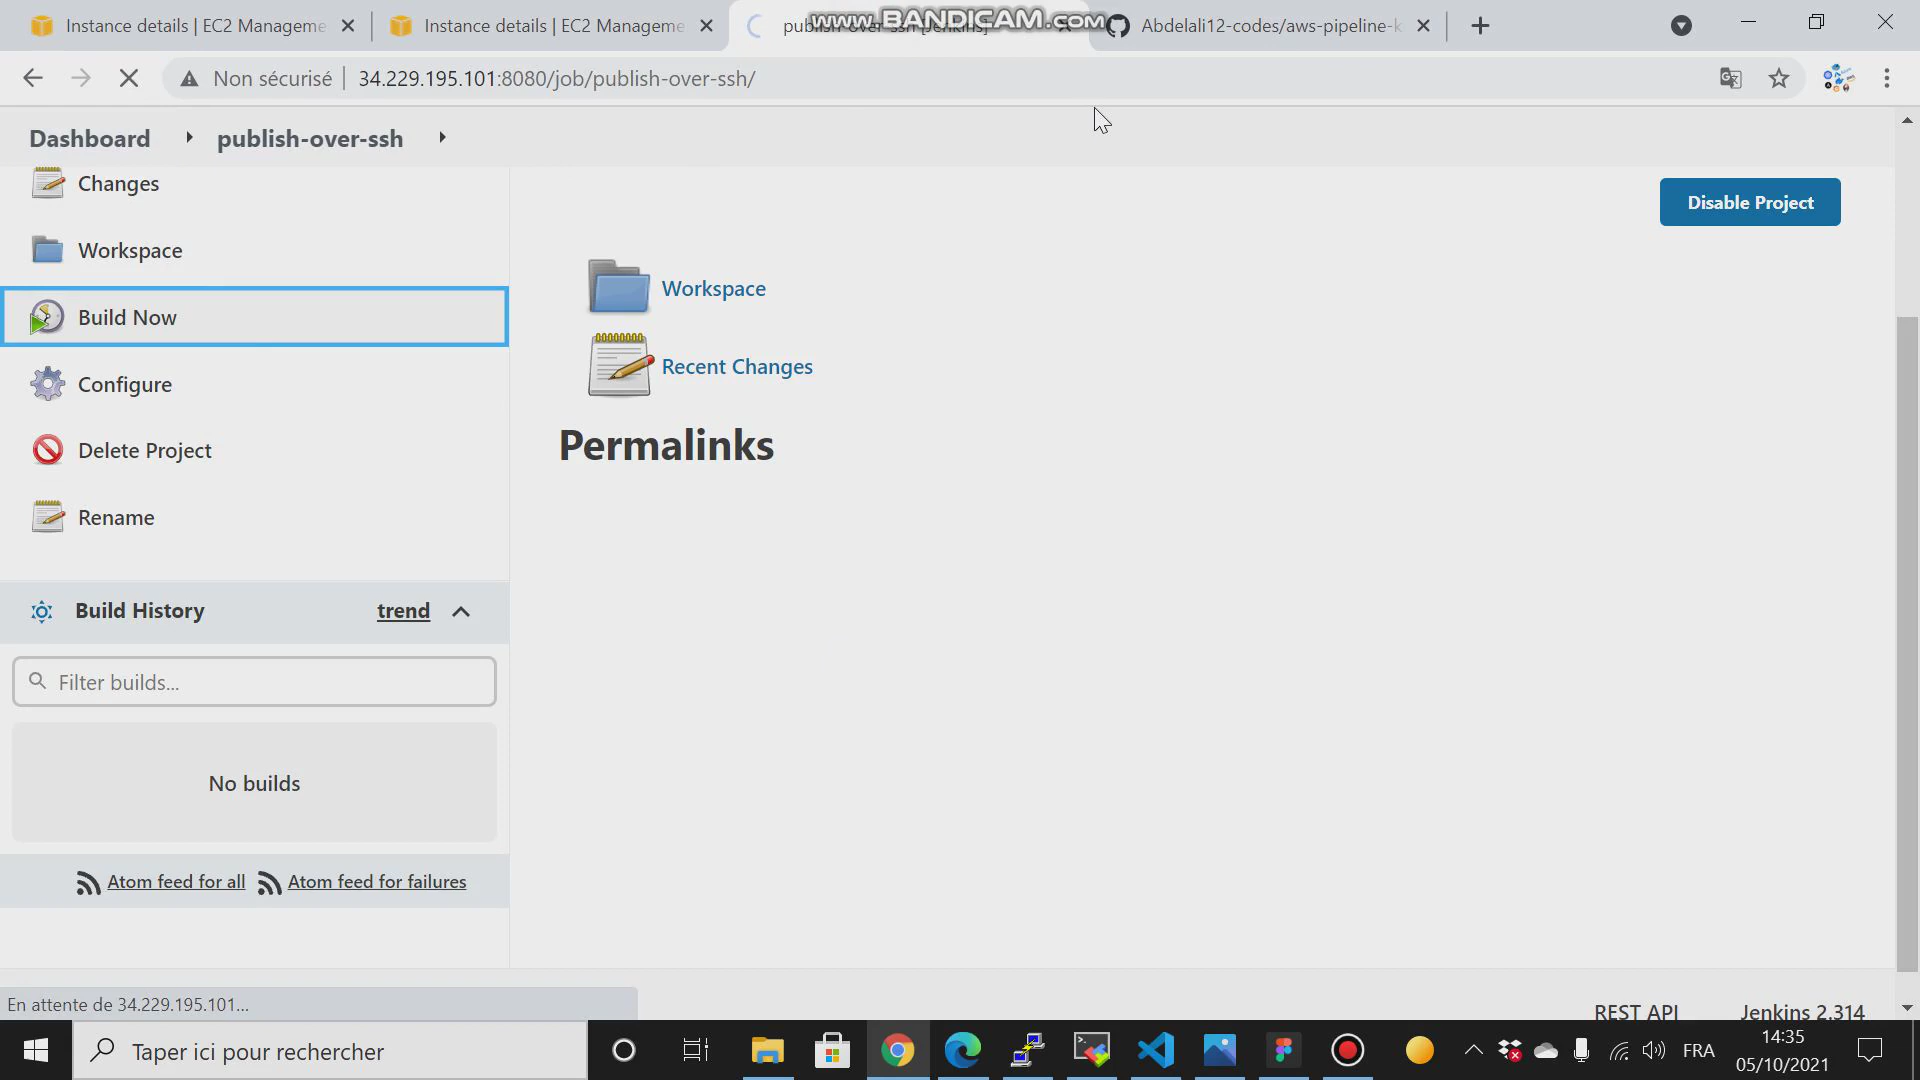 Instance details | EC2 Manageme
Instance details | EC2 Manageme
publish-over-ssh [Jenkins]
www.BANDICAM.com
Abdelali12-codes/aws-pipeline-k
Non sécurisé
34.229.195.101:8080/job/publish-over-ssh/
Dashboard
publish-over-ssh
Changes
Disable Project
Workspace
Workspace
Build Now
Recent Changes
Configure
Permalinks
Delete Project
Rename
Build History
trend
Filter builds...
No builds
Atom feed for all
Atom feed for failures
En attente de 34.229.195.101...
REST API
Jenkins 2.314
Taper ici pour rechercher
FRA
14:35
05/10/2021